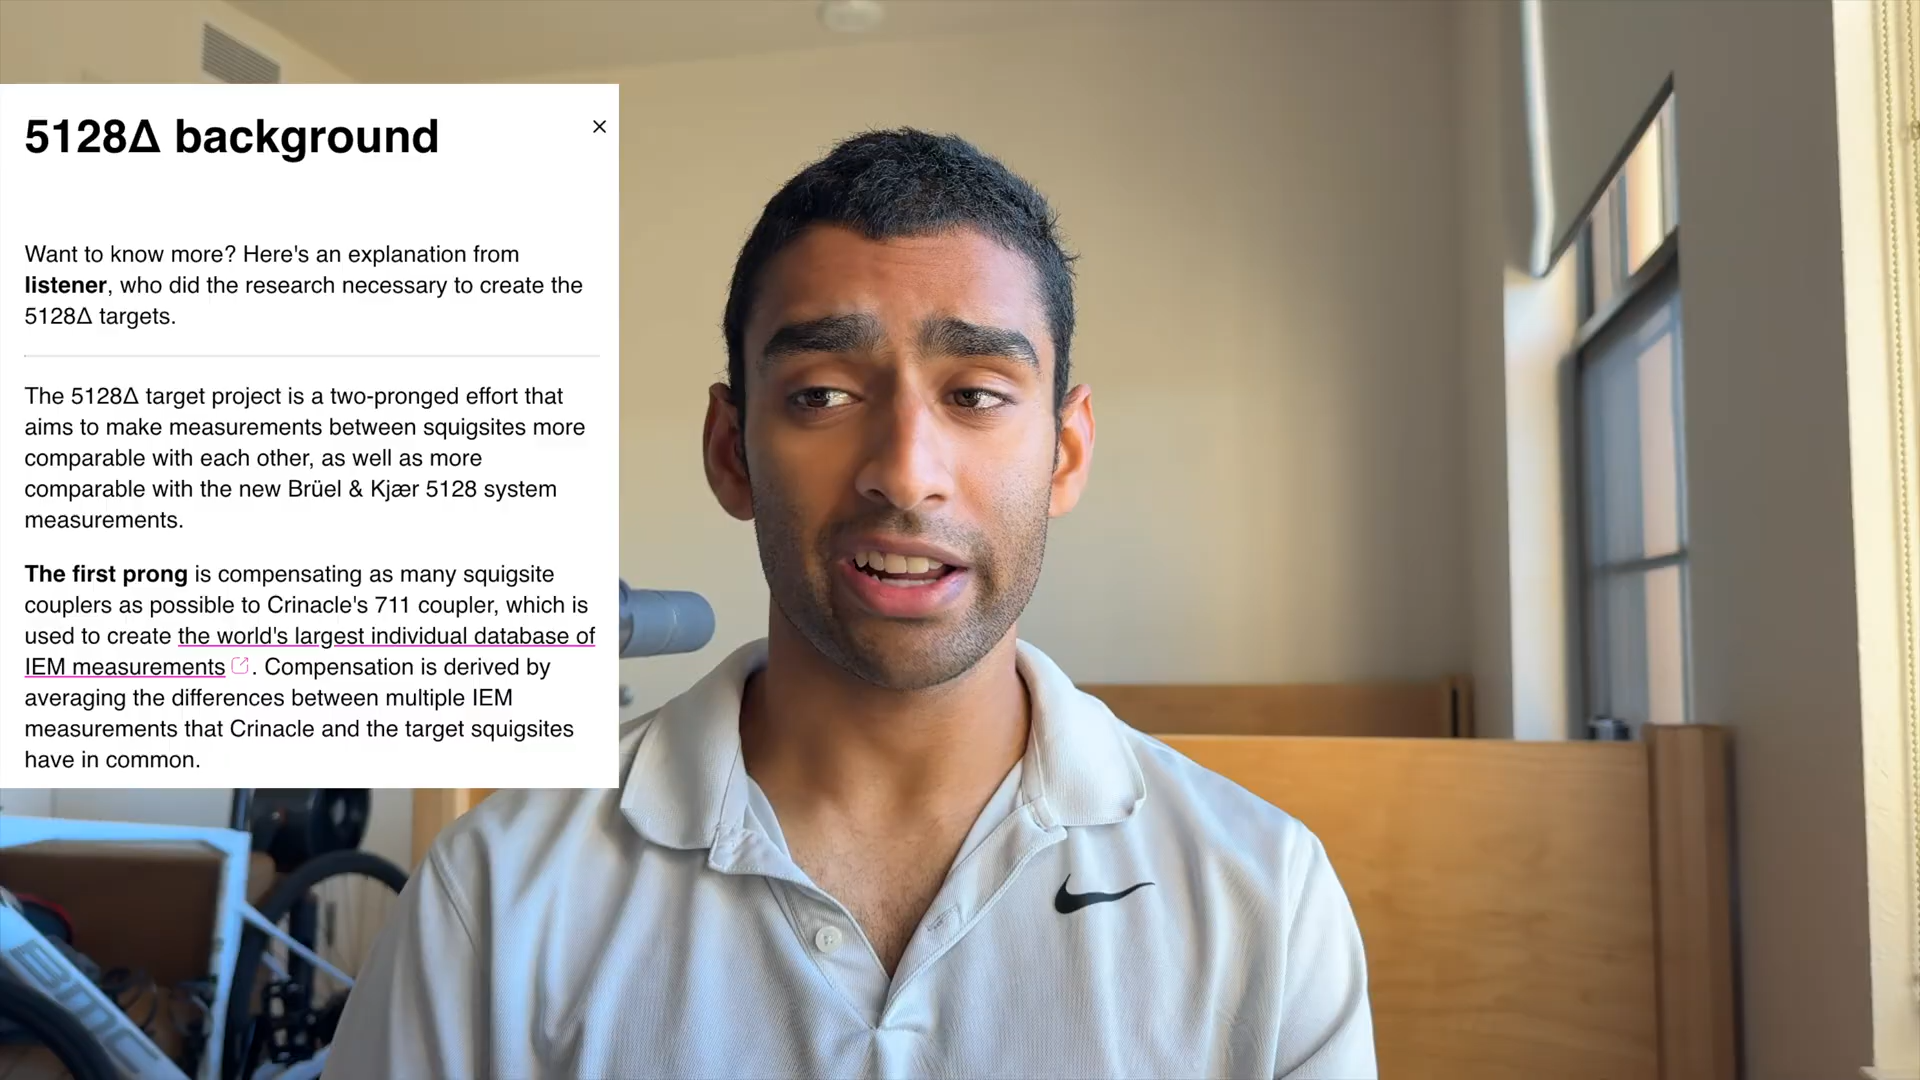 5128Δ background
×
Want to know more? Here's an explanation from
listener, who did the research necessary to create the
5128Δ targets.
The 5128Δ target project is a two-pronged effort that
aims to make measurements between squigsites more
comparable with each other, as well as more
comparable with the new Brüel & Kjær 5128 system
measurements.
The first prong is compensating as many squigsite
couplers as possible to Crinacle's 711 coupler, which is
used to create the world's largest individual database of
IEM measurements. Compensation is derived by
averaging the differences between multiple IEM
measurements that Crinacle and the target squigsites
have in common.
BMC